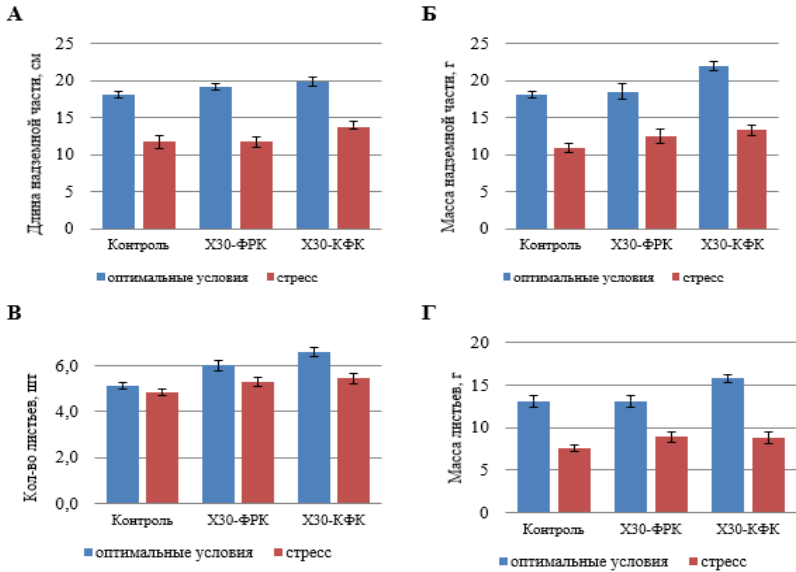 А
Длина надземной части, см
25
20
15
10
5
0
Контроль Х30-ФРК Х30-КФК
оптимальные условия стресс
Б
Масса надземной части, г
25
20
15
10
5
0
Контроль Х30-ФРК Х30-КФК
оптимальные условия стресс
В
Кол-во листьев, шт
6,0
4,0
2,0
0,0
Контроль Х30-ФРК Х30-КФК
оптимальные условия стресс
Г
Масса листьев, г
20
15
10
5
0
Контроль Х30-ФРК Х30-КФК
оптимальные условия стресс